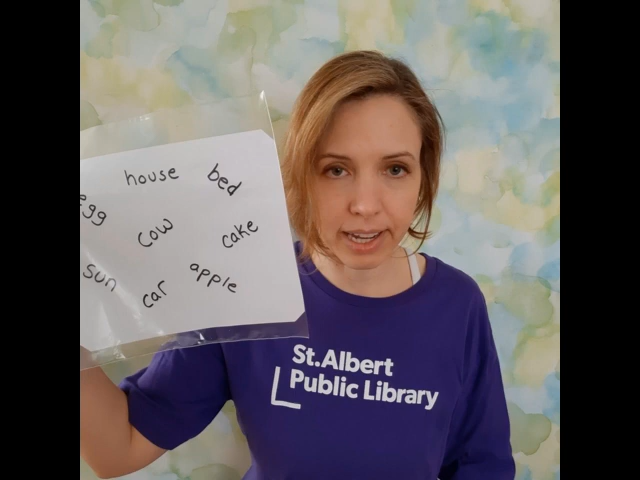 house bed
egg cow cake
sun car apple
St.Albert
Public Library